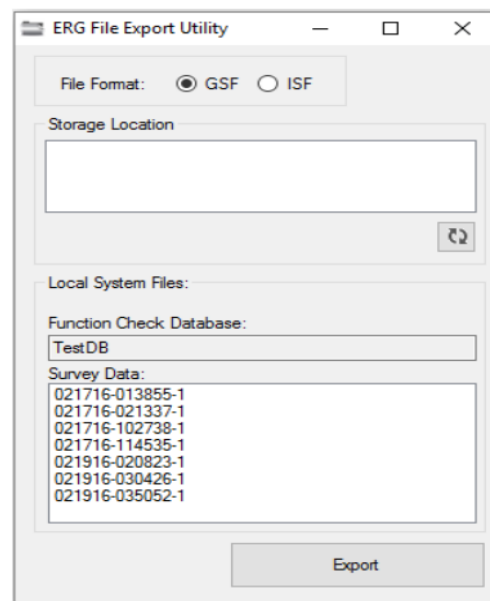 ERG File Export Utility
File Format: GSF ISF
Storage Location
Local System Files:
Function Check Database:
TestDB
Survey Data:
021716-013855-1
021716-021337-1
021716-102738-1
021716-114535-1
021916-020823-1
021916-030426-1
021916-035052-1
Export